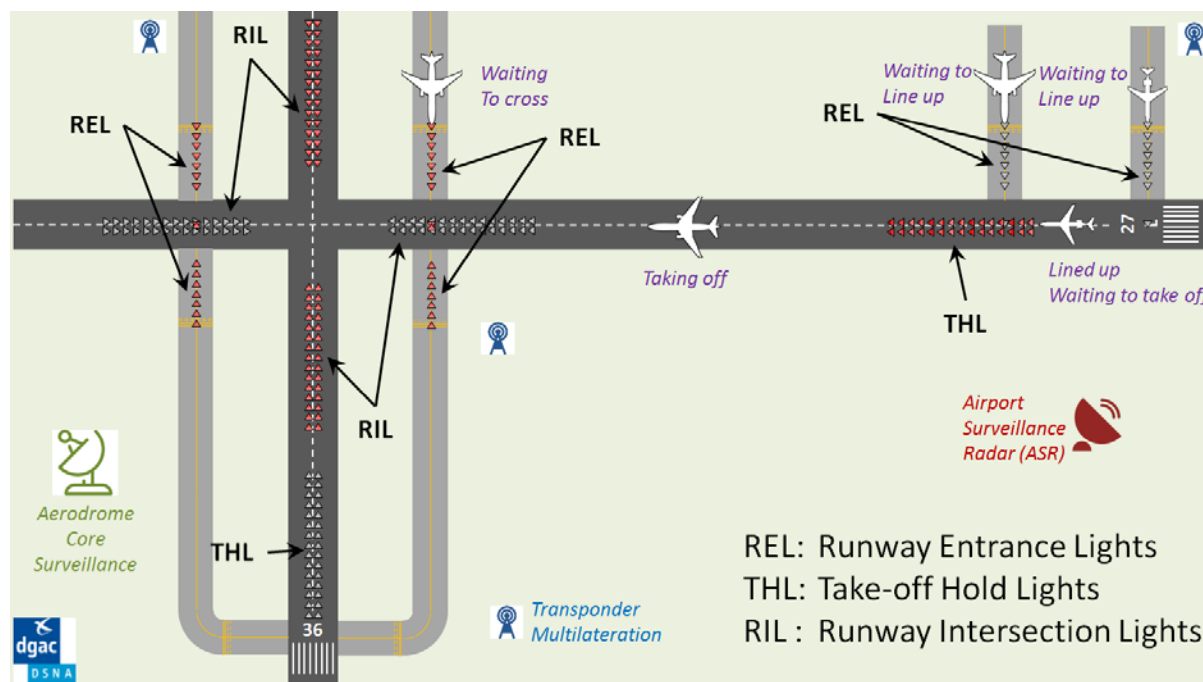 RIL
Waiting
To cross
Waiting to
Line up
Waiting to
Line up
REL
REL
REL
27
L
Taking off
Lined up
Waiting to take off
THL
RIL
Airport
Surveillance
Radar (ASR)
Aerodrome
Core
Surveillance
THL
REL: Runway Entrance Lights
THL: Take-off Hold Lights
RIL : Runway Intersection Lights
Transponder
Multilateration
36
dgac
DSNA